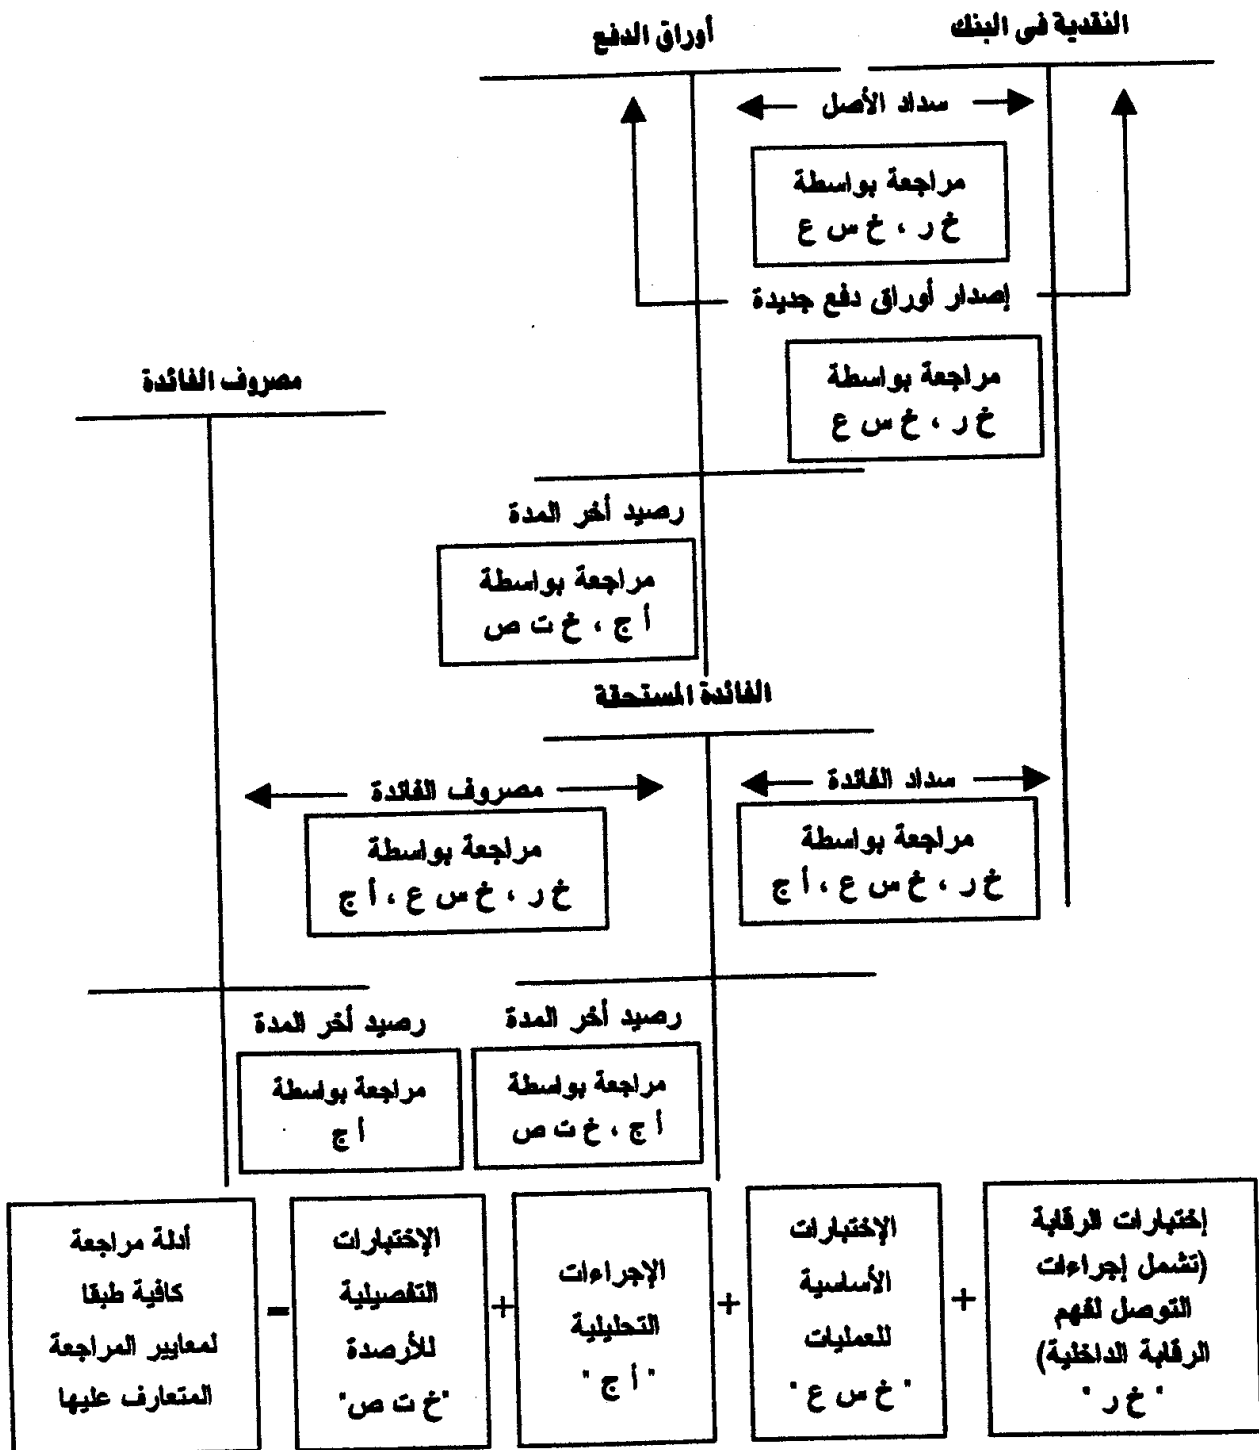 النقدية فى البنك
أوراق الدفع
سداد الأصل
مراجعة بواسطة
خ ر ، خ س ع
إصدار أوراق دفع جديدة
مراجعة بواسطة
خ ر ، خ س ع
مصروف الفائدة
رصيد أخر المدة
مراجعة بواسطة
أ ج ، خ ت ص
الفائدة المستحقة
سداد الفائدة
مراجعة بواسطة
خ ر ، خ س ع ، أ ج
مصروف الفائدة
مراجعة بواسطة
خ ر ، خ س ع ، أ ج
رصيد أخر المدة
مراجعة بواسطة
أ ج ، خ ت ص
رصيد أخر المدة
مراجعة بواسطة
أ ج
إختبارات الرقابة
(تشمل إجراءات
التوصل لفهم
الرقابة الداخلية)
" خ ر "
+
الإختبارات
الأساسية
للعمليات
" خ س ع "
+
الإجراءات
التحليلية
" أ ج "
+
الإختبارات
التفصيلية
للأرصدة
"خ ت ص"
=
أدلة مراجعة
كافية طبقا
لمعايير المراجعة
المتعارف عليها